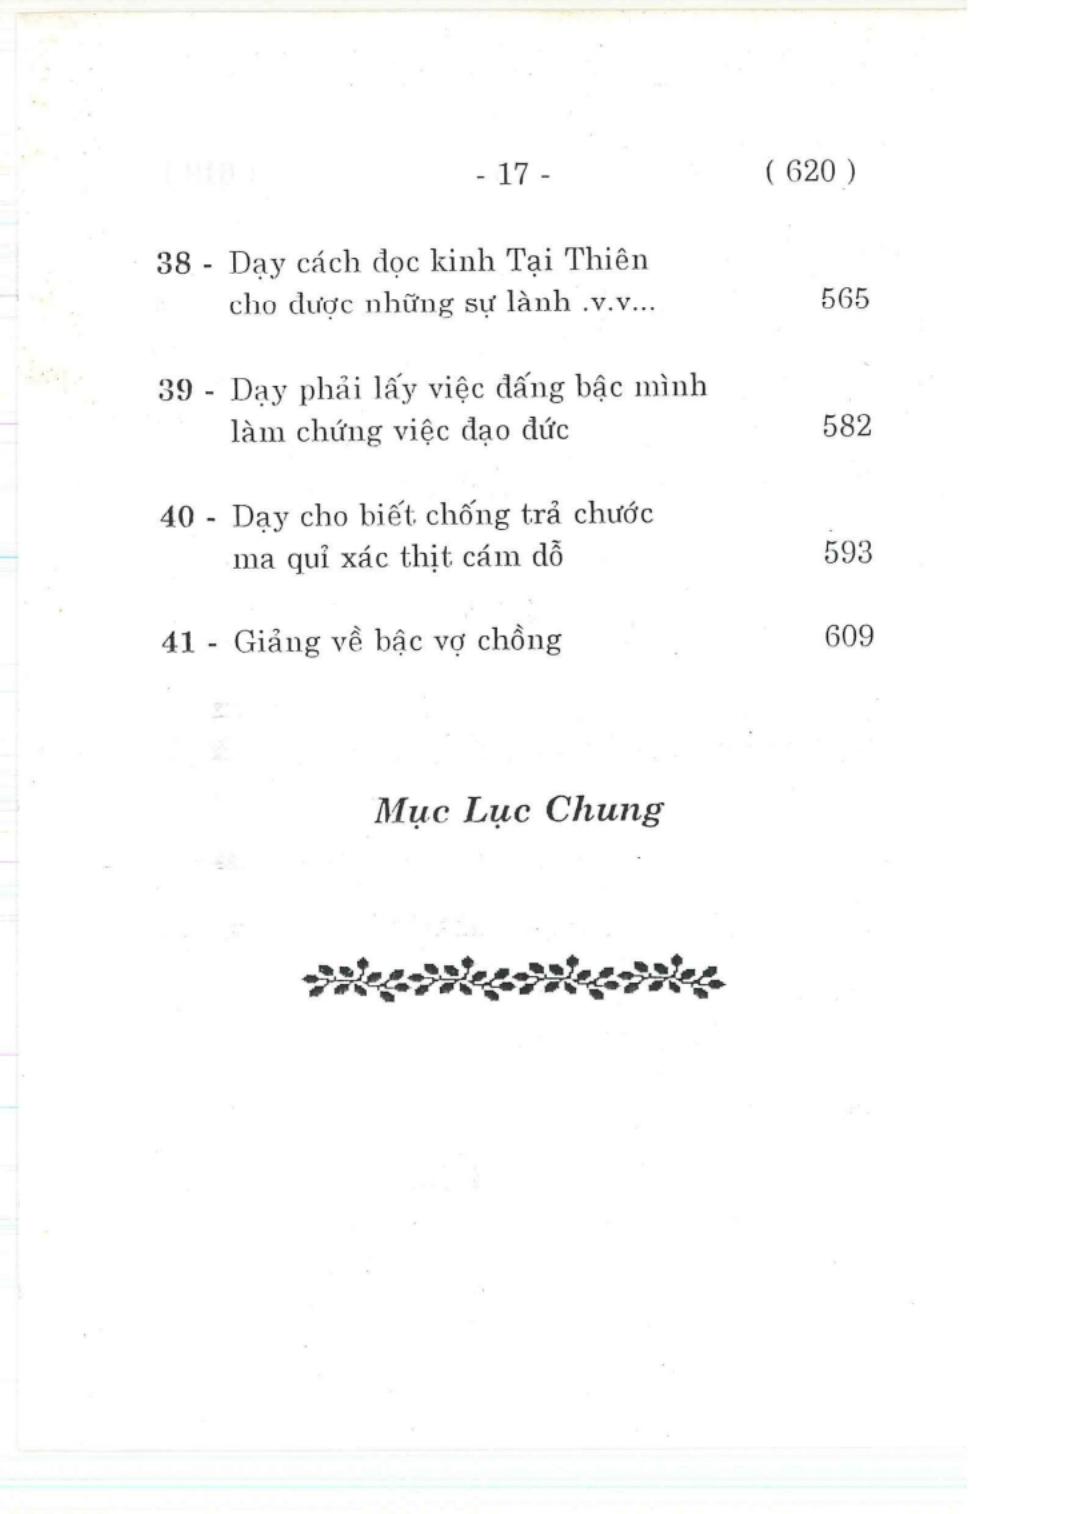 - 17 - ( 620 )
38 - Dạy cách đọc kinh Tại Thiên
cho được những sự lành .v.v... 565
39 - Dạy phải lấy việc đấng bậc mình
làm chứng việc đạo đức 582
40 - Dạy cho biết chống trả chước
ma quỉ xác thịt cám dỗ 593
41 - Giảng về bậc vợ chồng 609
Mục Lục Chung